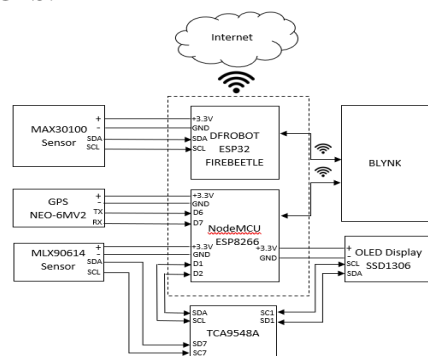 Internet
MAX30100
Sensor
+
-
SDA
SCL
+3.3V
GND
SDA
SCL
DFROBOT
ESP32
FIREBEETLE
BLYNK
GPS
NEO-6MV2
+
-
TX
RX
+3.3V
GND
D6
D7
NodeMCU
ESP8266
MLX90614
Sensor
+
-
SDA
SCL
+3.3V
GND
D1
D2
+3.3V
GND
+
-
SCL
SDA
OLED Display
SSD1306
SDA
SCL
SC1
SD1
TCA9548A
SD7
SC7